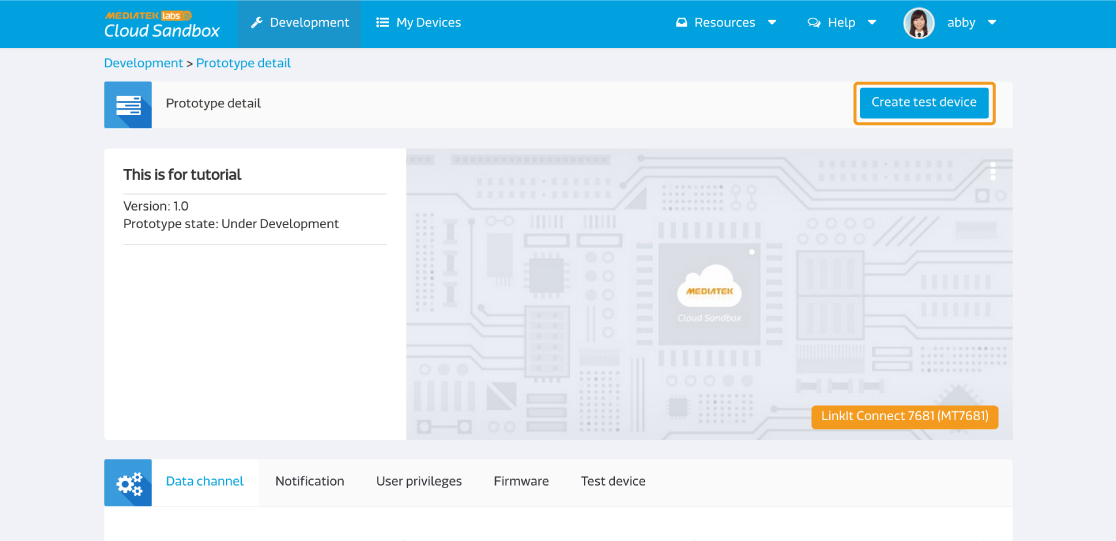 MEDIATEK labs
Cloud Sandbox
Development
My Devices
Resources
Help
abby
Development > Prototype detail
Prototype detail
Create test device
This is for tutorial
Version: 1.0
Prototype state: Under Development
MEDIATEK
Cloud Sandbox
LinkIt Connect 7681 (MT7681)
Data channel
Notification
User privileges
Firmware
Test device